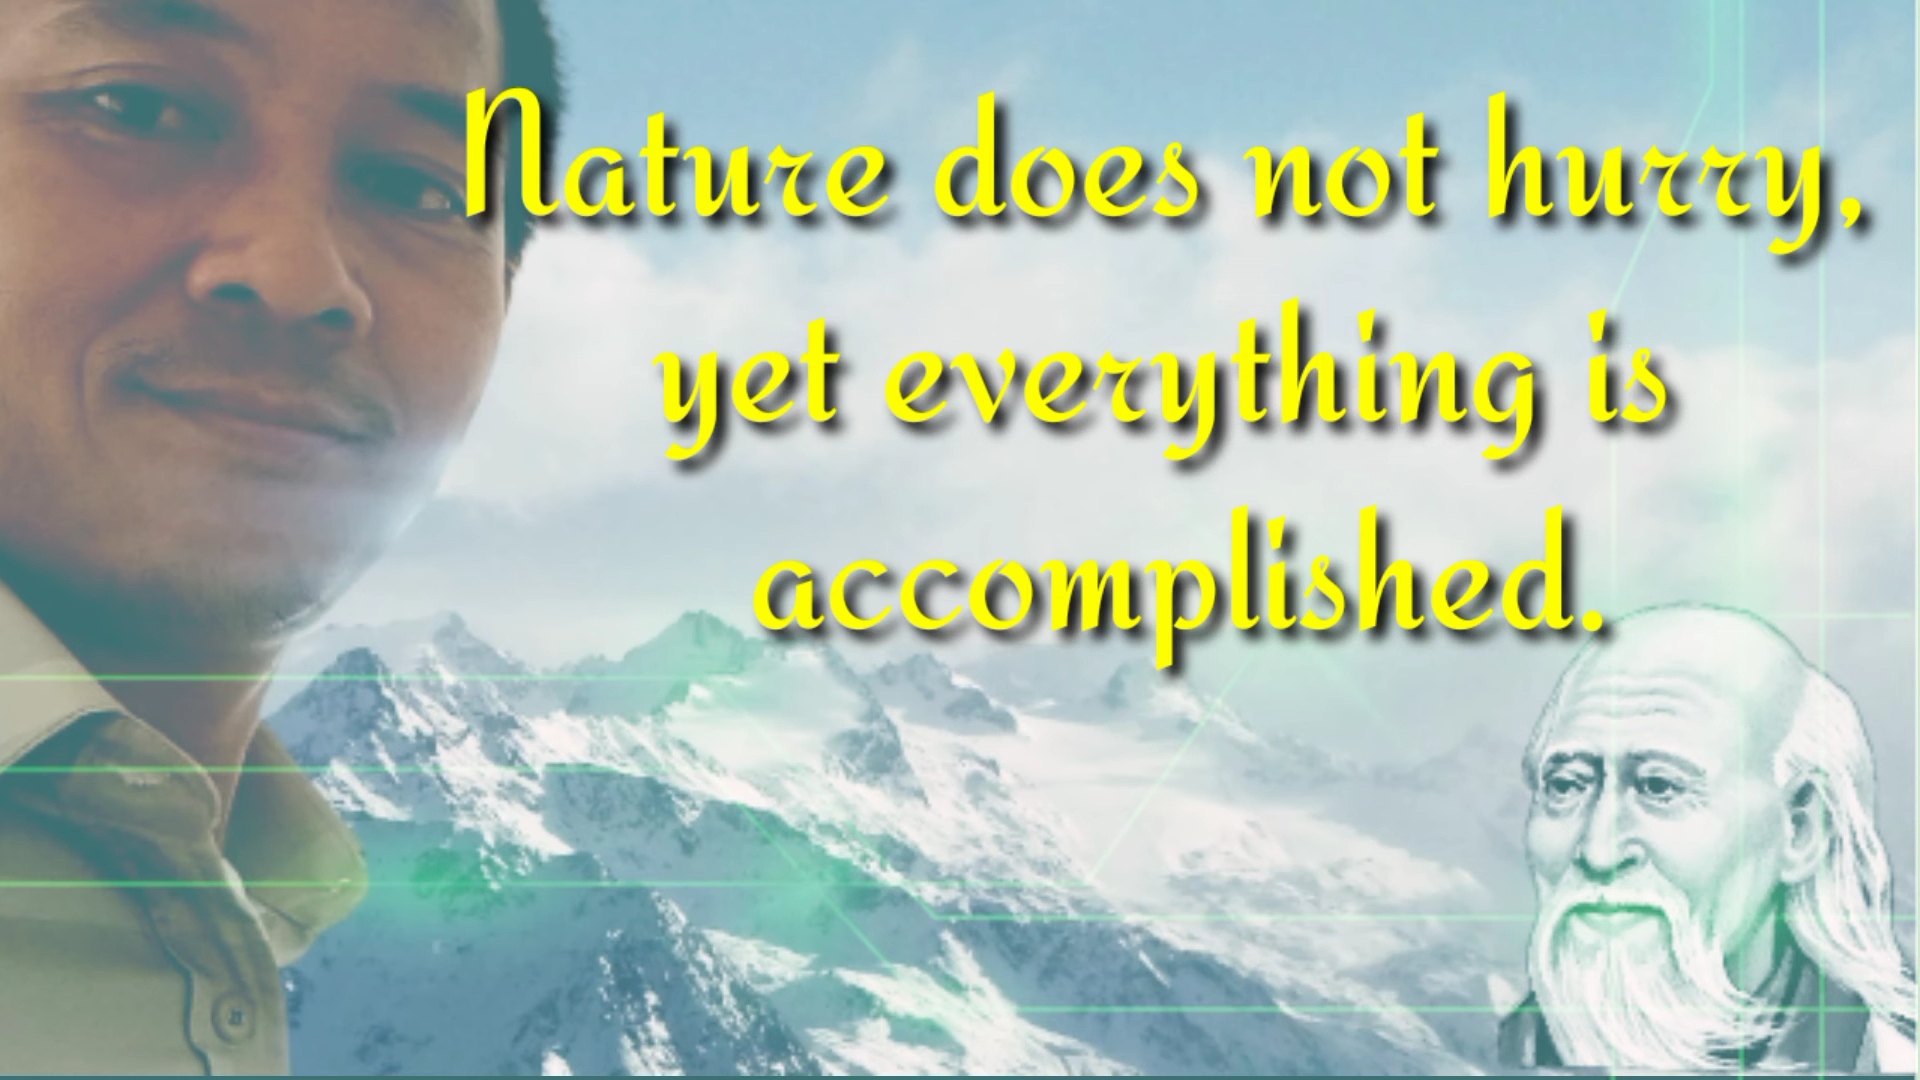 Nature does not hurry,
yet everything is
accomplished.